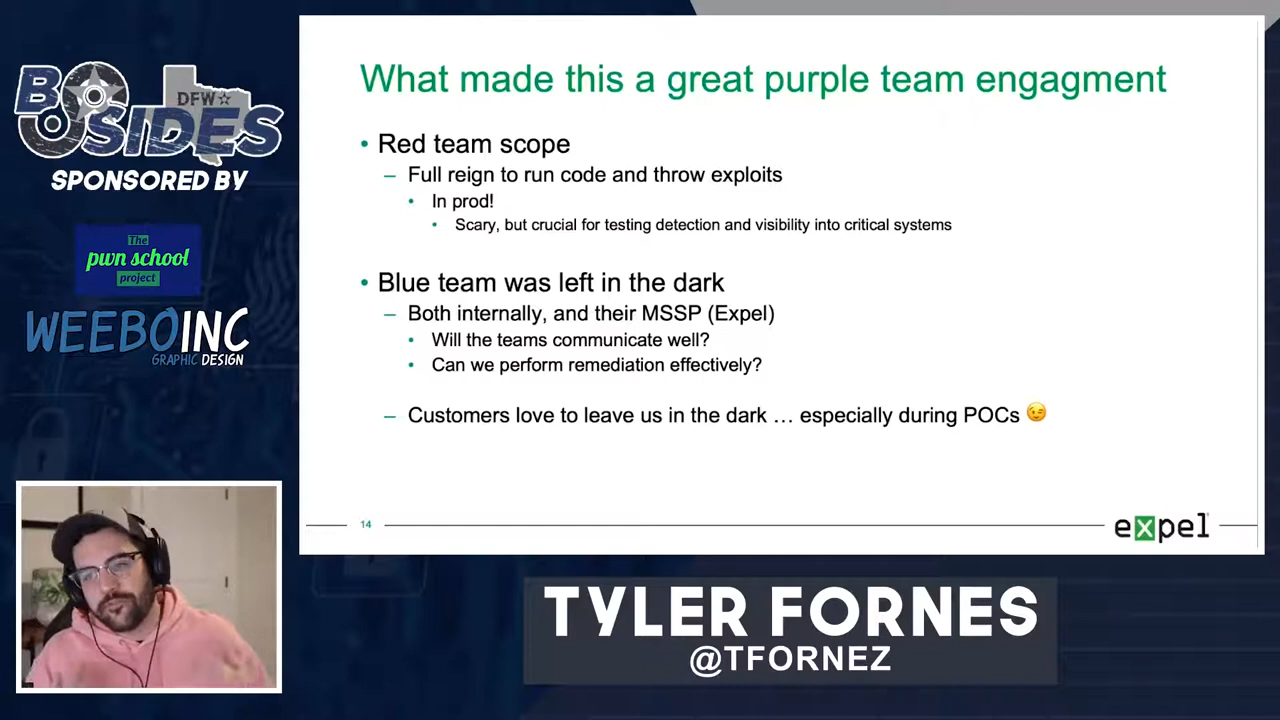 BSIDES
DFW
SPONSORED BY
The
pwn school
project
WEEBOINC
GRAPHIC DESIGN
What made this a great purple team engagment
• Red team scope
– Full reign to run code and throw exploits
• In prod!
• Scary, but crucial for testing detection and visibility into critical systems
• Blue team was left in the dark
– Both internally, and their MSSP (Expel)
• Will the teams communicate well?
• Can we perform remediation effectively?
– Customers love to leave us in the dark … especially during POCs 😉
14
expel
TYLER FORNES
@TFORNEZ